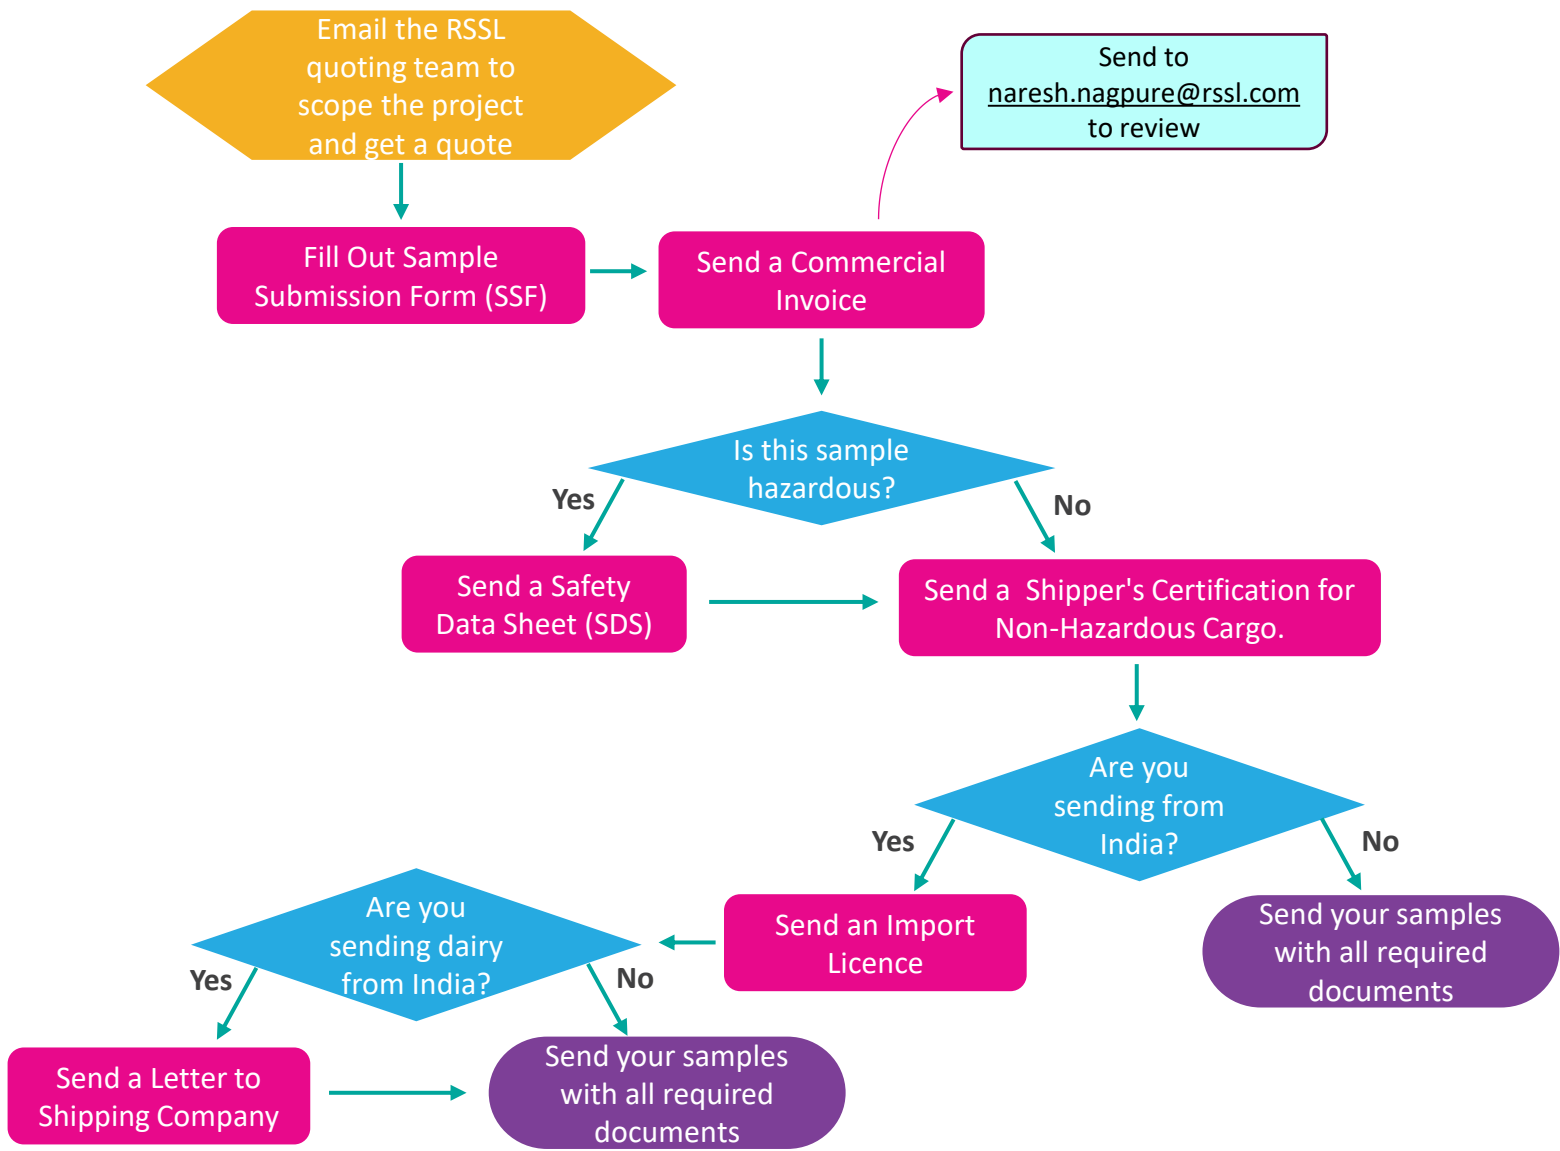 Email the RSSL
quoting team to
scope the project
and get a quote
Send to
naresh.nagpure@rssl.com
to review
Fill Out Sample
Submission Form (SSF)
Send a Commercial
Invoice
Is this sample
hazardous?
Yes
No
Send a Safety
Data Sheet (SDS)
Send a  Shipper's Certification for
Non-Hazardous Cargo.
Are you
sending from
India?
Yes
No
Send an Import
Licence
Send your samples
with all required
documents
Are you
sending dairy
from India?
Yes
No
Send a Letter to
Shipping Company
Send your samples
with all required
documents